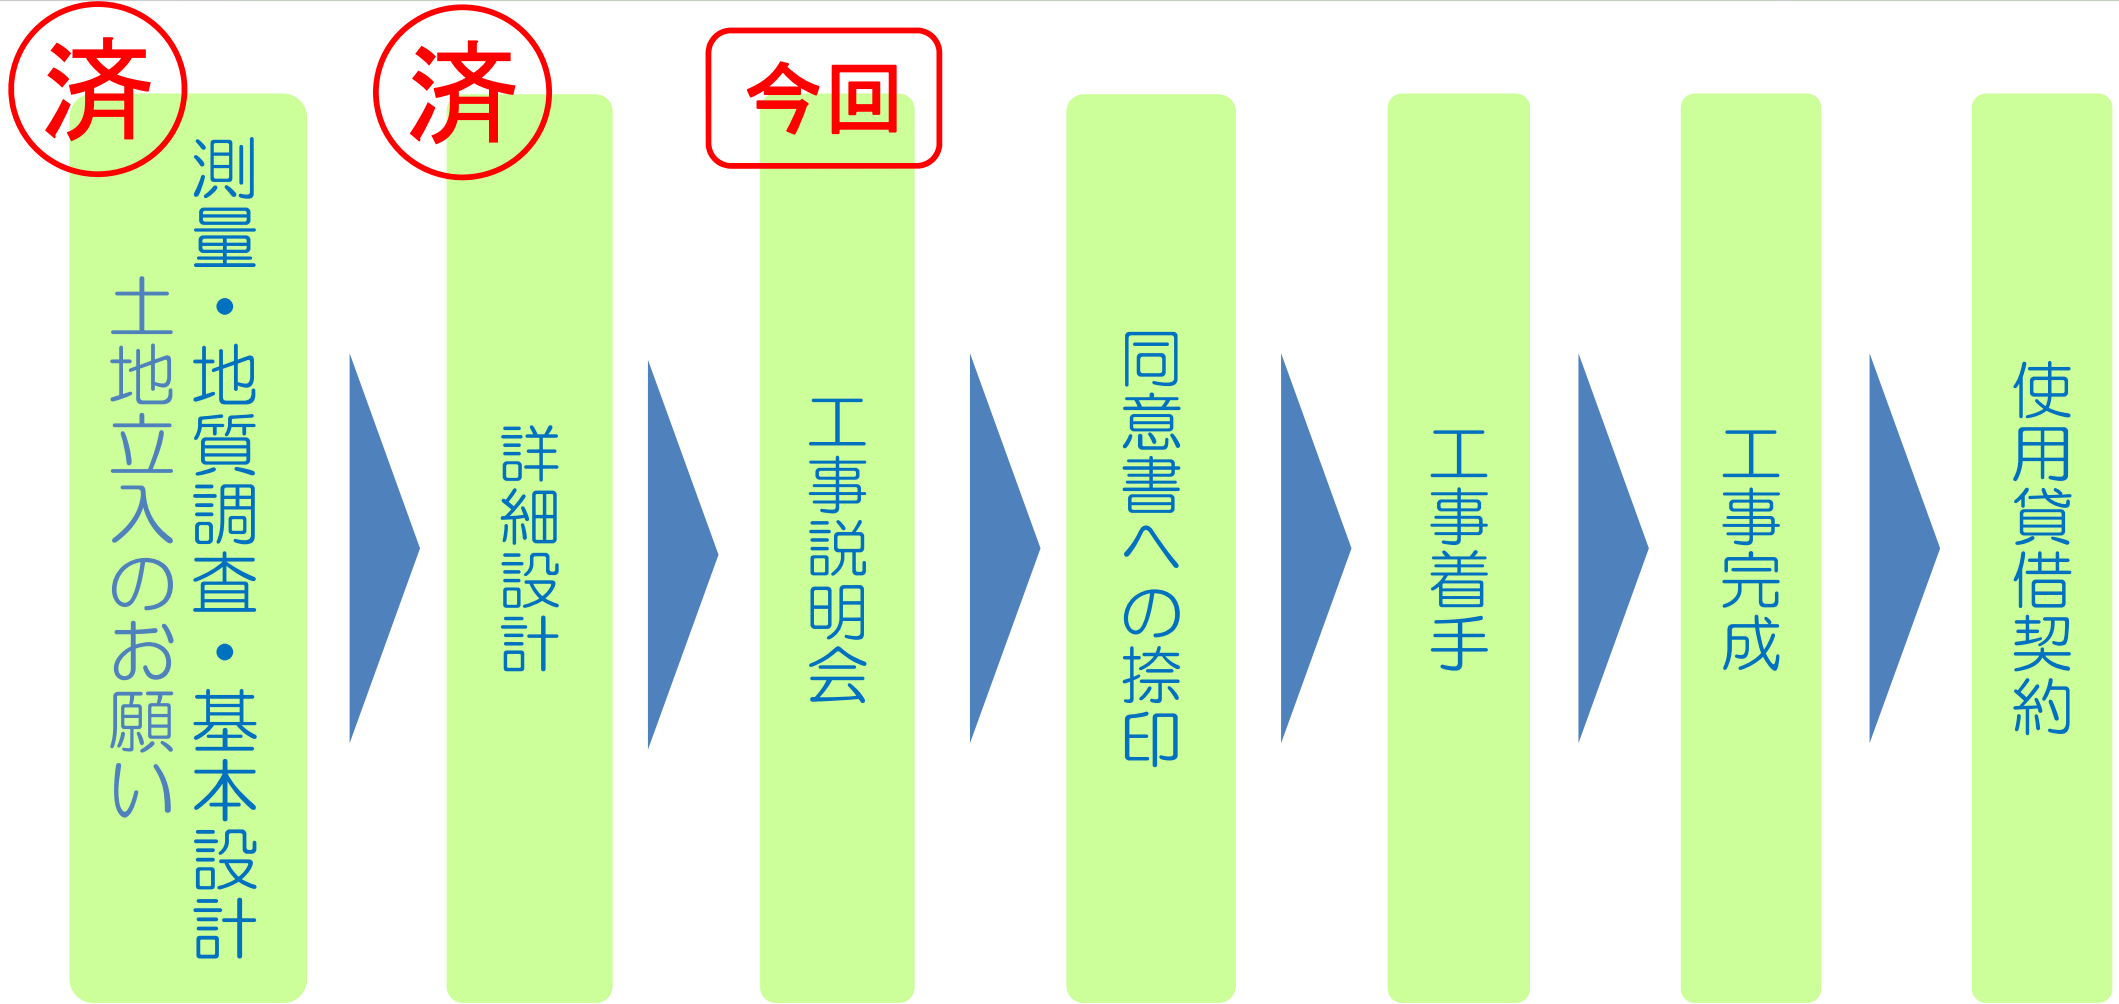 済
測量・地質調査・基本設計
土地立入のお願い
済
詳細設計
今回
工事説明会
同意書への捺印
工事着手
工事完成
使用貸借契約